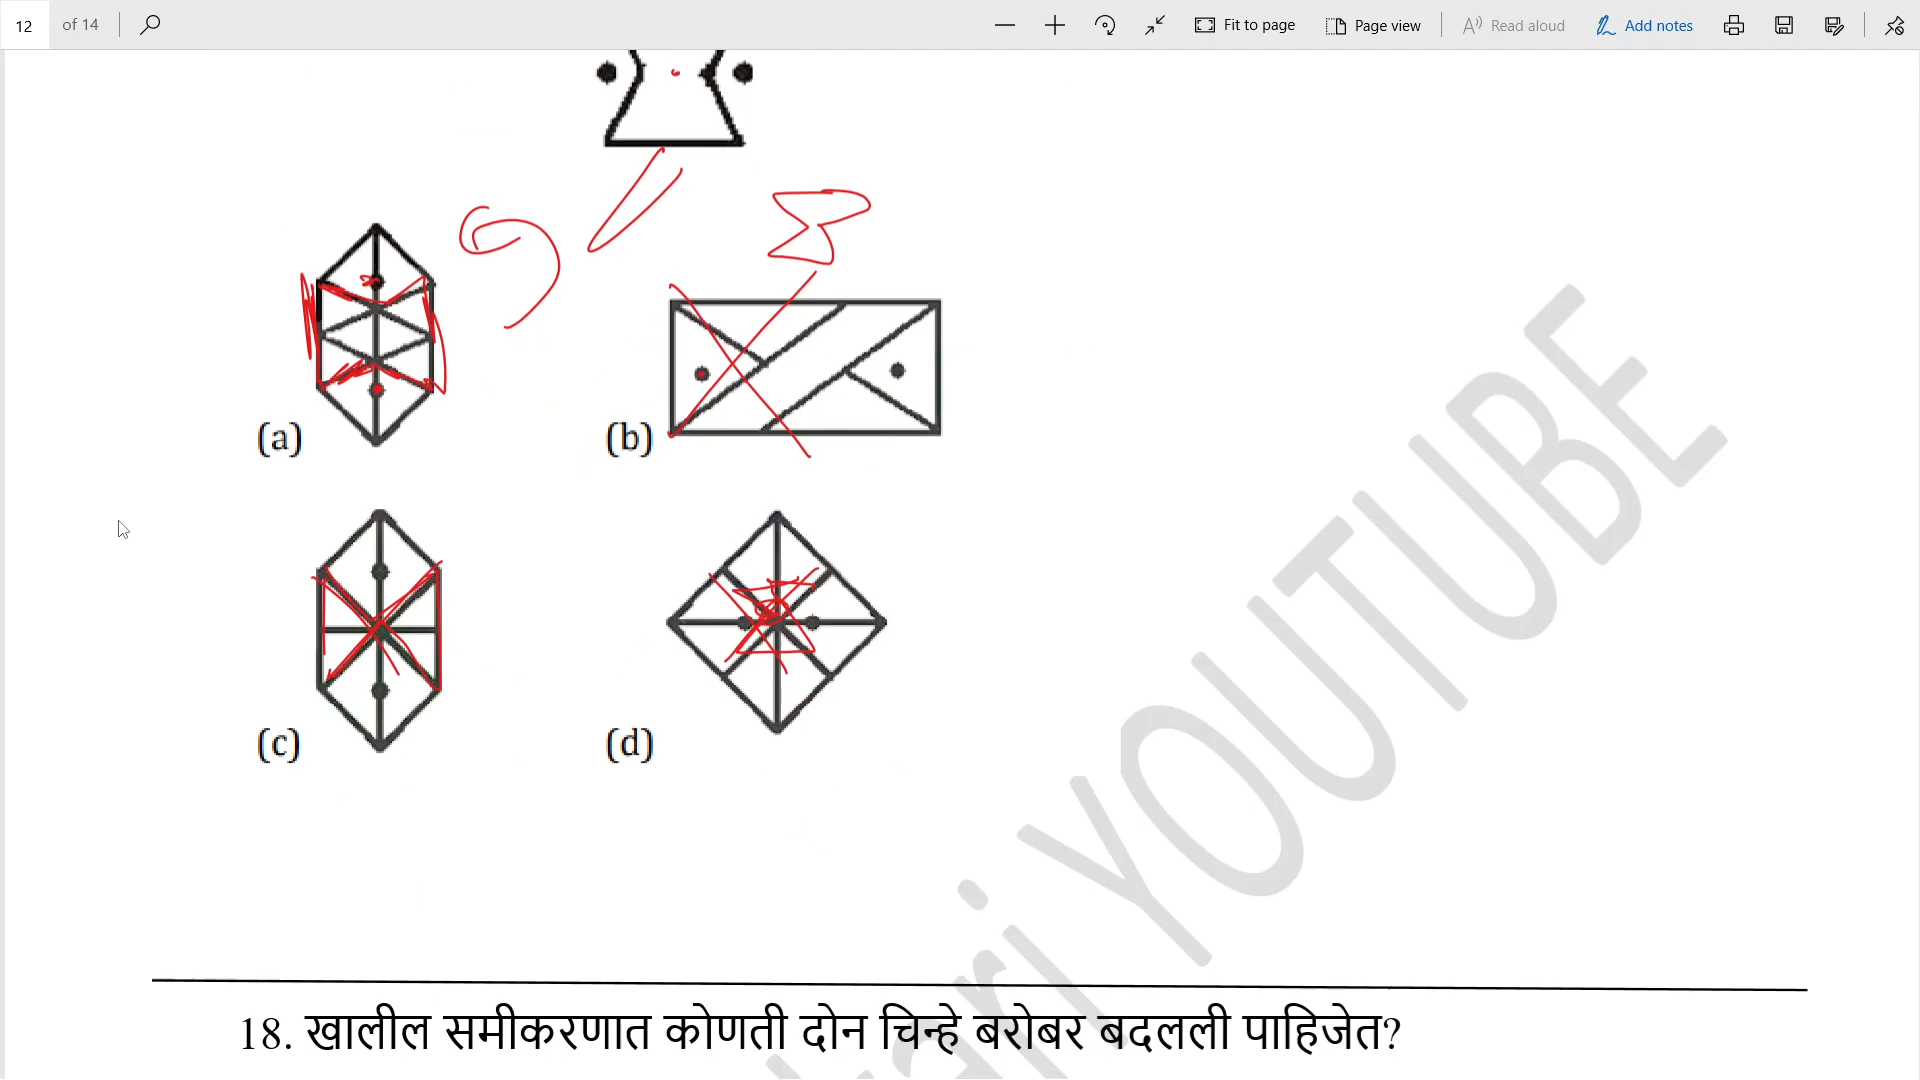 12 of 14 Fit to page Page view Read aloud Add notes
(a) (b)
(c) (d)
18. खालील समीकरणात कोणती दोन चिन्हे बरोबर बदलली पाहिजेत?
YOUTUBE